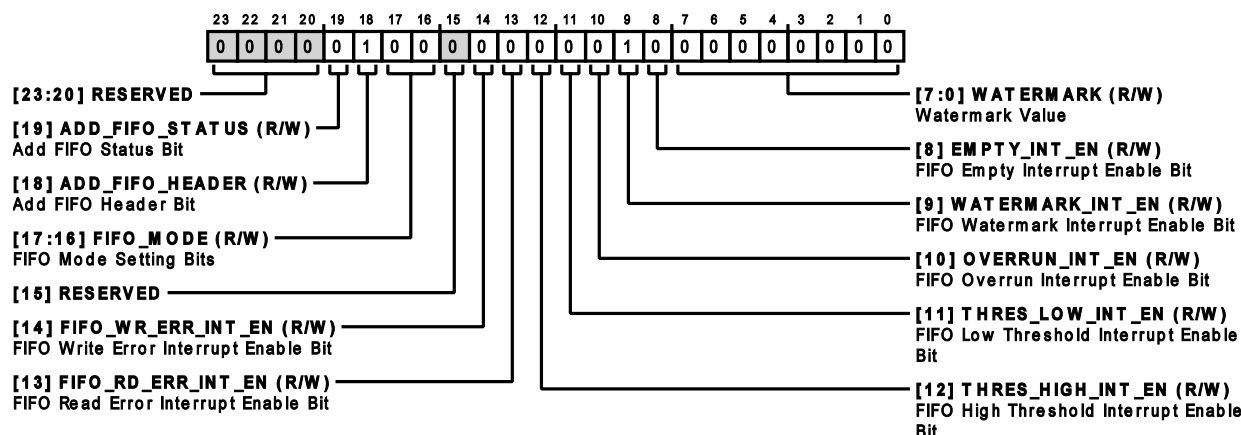 23 22 21 20 19 18 17 16 15 14 13 12 11 10 9 8 7 6 5 4 3 2 1 0
0 0 0 0 0 1 0 0 0 0 0 0 0 0 1 0 0 0 0 0 0 0 0 0
[23:20] RESERVED
[19] ADD_FIFO_STATUS (R/W)
Add FIFO Status Bit
[18] ADD_FIFO_HEADER (R/W)
Add FIFO Header Bit
[17:16] FIFO_MODE (R/W)
FIFO Mode Setting Bits
[15] RESERVED
[14] FIFO_WR_ERR_INT_EN (R/W)
FIFO Write Error Interrupt Enable Bit
[13] FIFO_RD_ERR_INT_EN (R/W)
FIFO Read Error Interrupt Enable Bit
[7:0] WATERMARK (R/W)
Watermark Value
[8] EMPTY_INT_EN (R/W)
FIFO Empty Interrupt Enable Bit
[9] WATERMARK_INT_EN (R/W)
FIFO Watermark Interrupt Enable Bit
[10] OVERRUN_INT_EN (R/W)
FIFO Overrun Interrupt Enable Bit
[11] THRES_LOW_INT_EN (R/W)
FIFO Low Threshold Interrupt Enable
Bit
[12] THRES_HIGH_INT_EN (R/W)
FIFO High Threshold Interrupt Enable
Bit